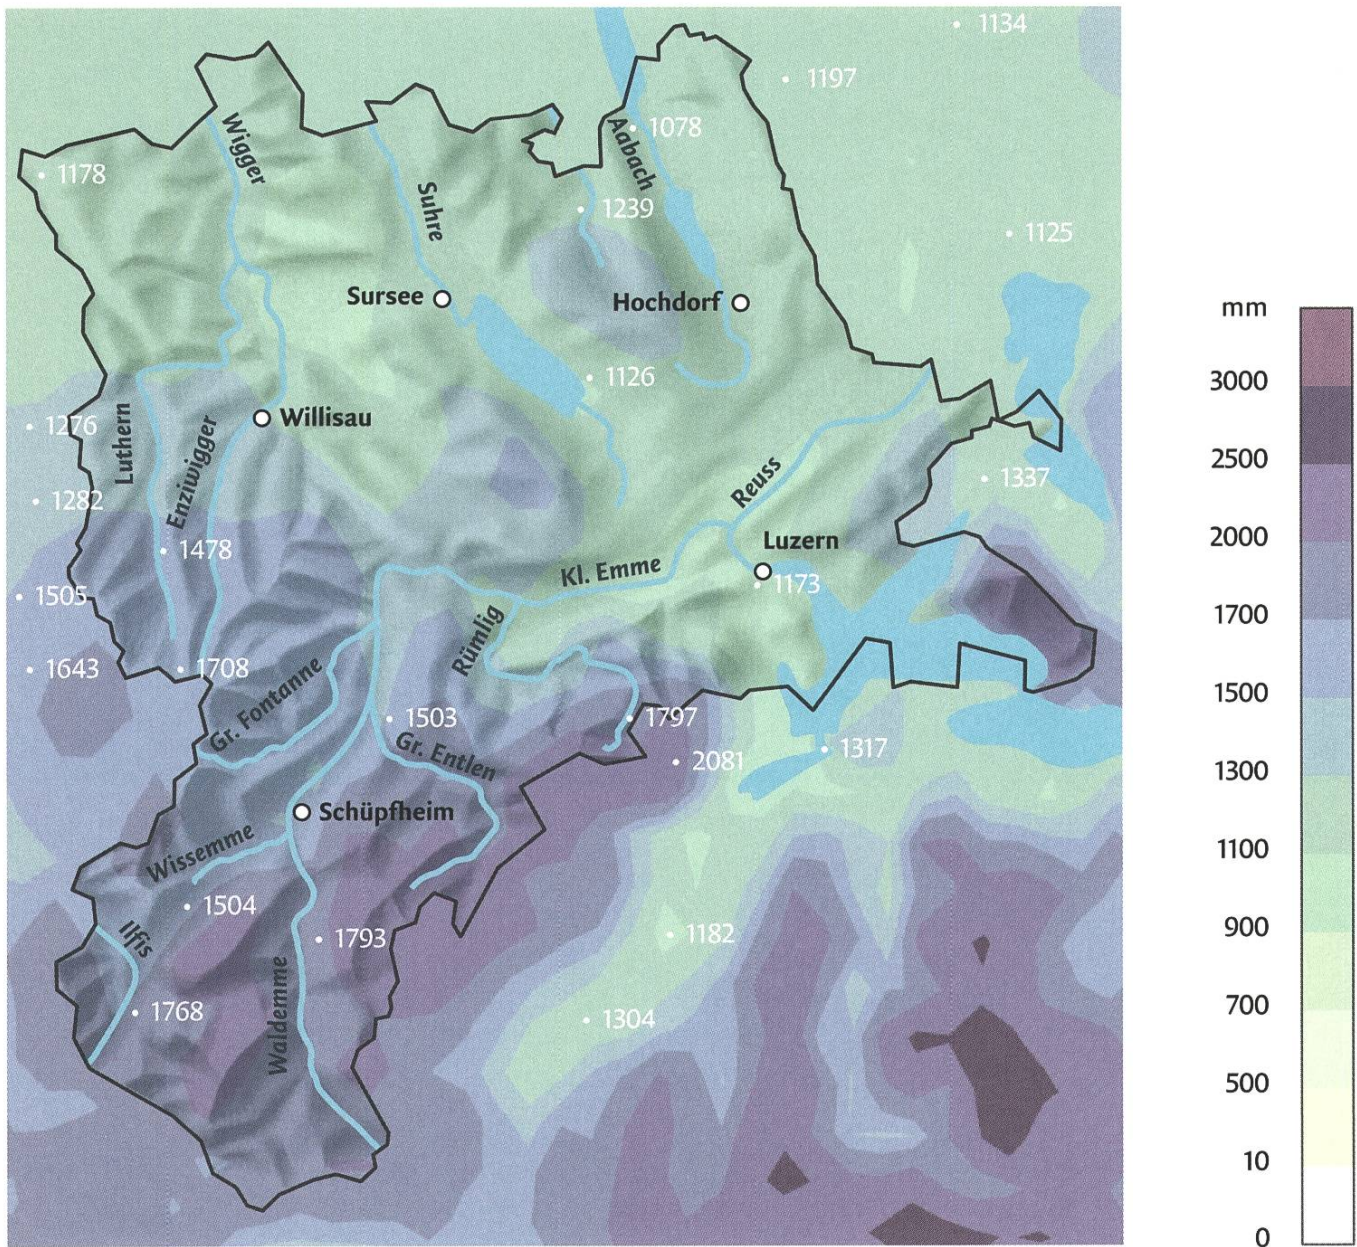 1134
1197
Wigger
1078
Aabach
1178
Suhre
1239
1125
Sursee
Hochdorf
mm
3000
1126
1276
Luthern
Enziwigger
Willisau
2500
1337
1282
Reuss
2000
1478
Luzern
Kl. Emme
1173
1505
1700
Rümlig
1643
1708
Gr. Fontanne
1500
1503
1797
Gr. Entlen
2081
1317
1300
Schüpfheim
Wissemme
1100
1504
Ilfis
1793
1182
900
1768
Waldemme
1304
700
500
10
0